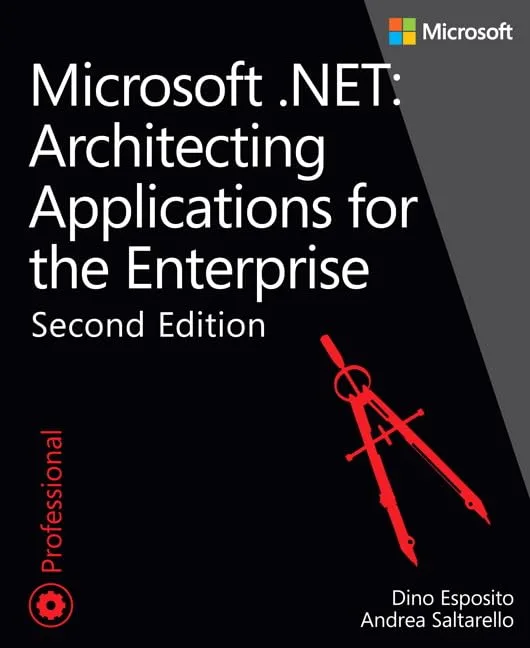 Microsoft
Microsoft .NET:
Architecting
Applications for
the Enterprise
Second Edition
Professional
Dino Esposito
Andrea Saltarello